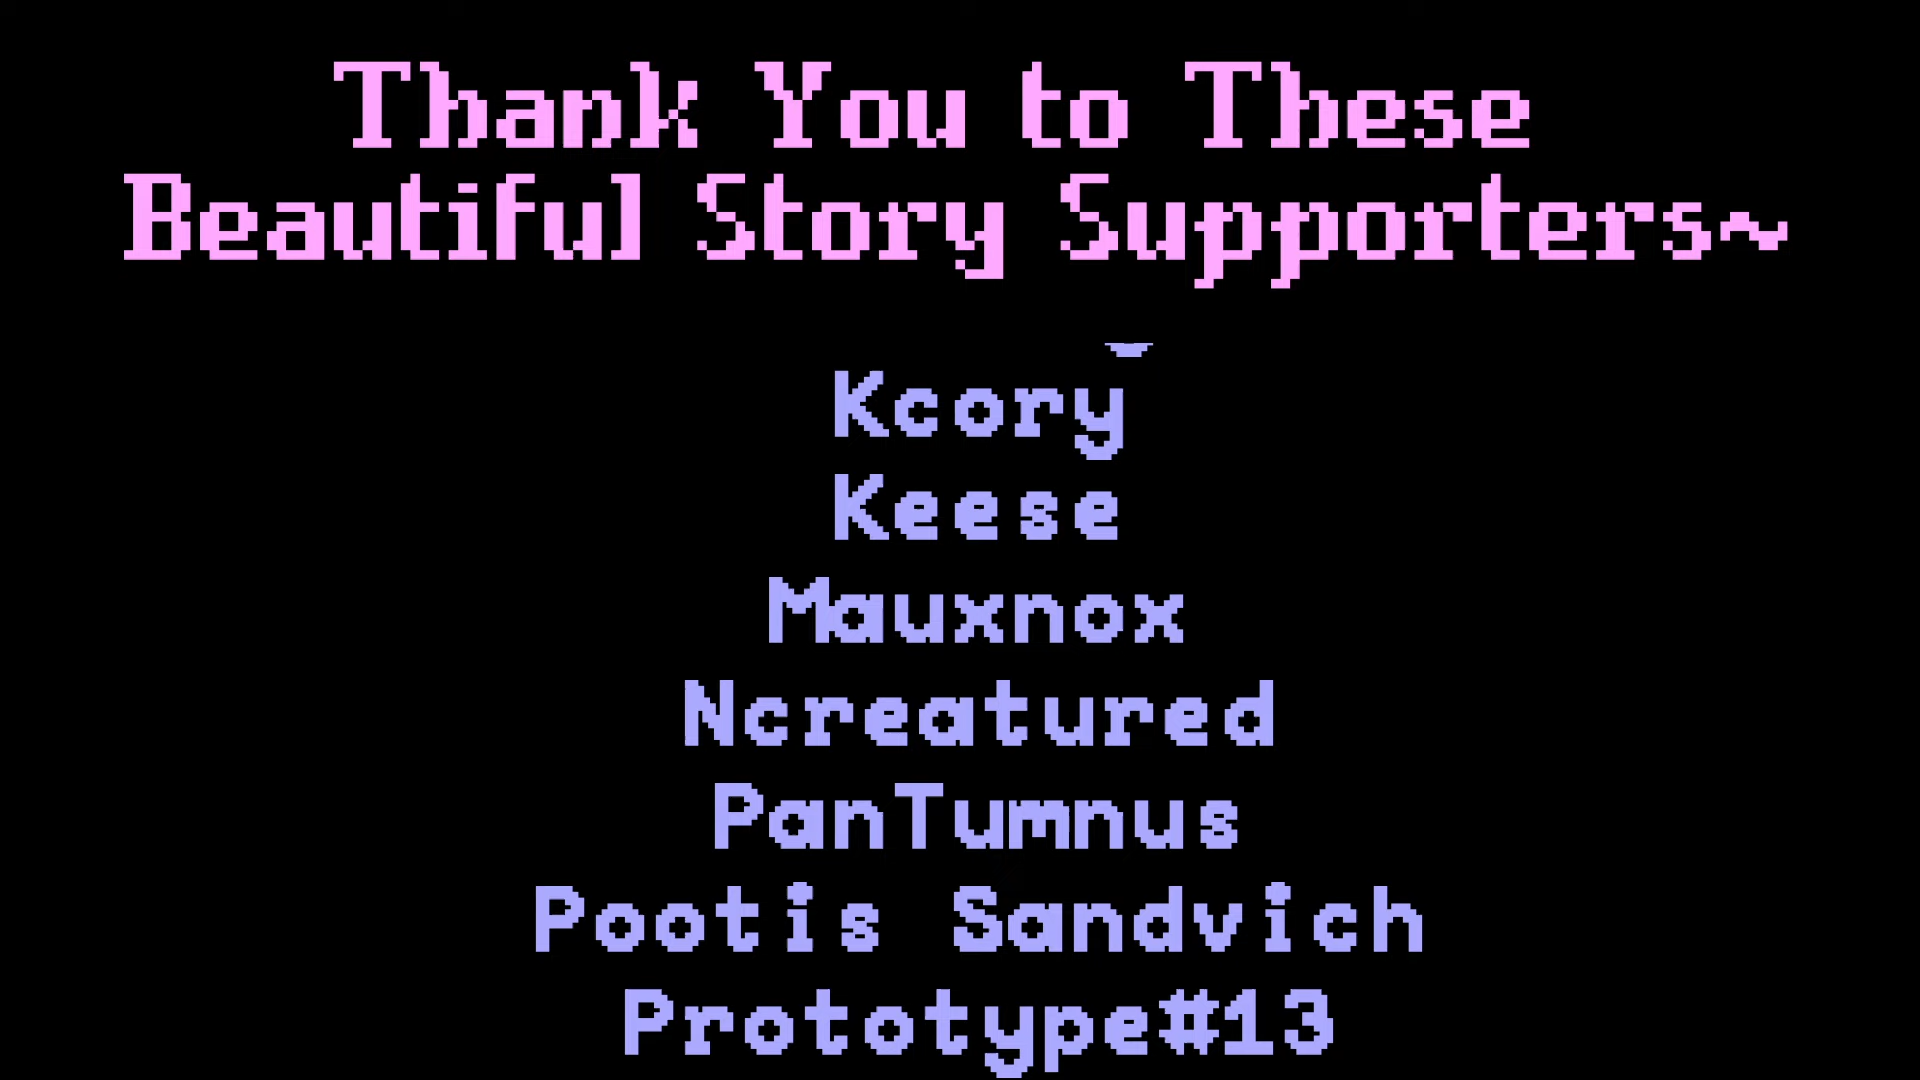 Thank You to These
Beautiful Story Supporters~
Kcory
Keese
Mauxnox
Ncreatured
PanTumnus
Pootis Sandvich
Prototype#13